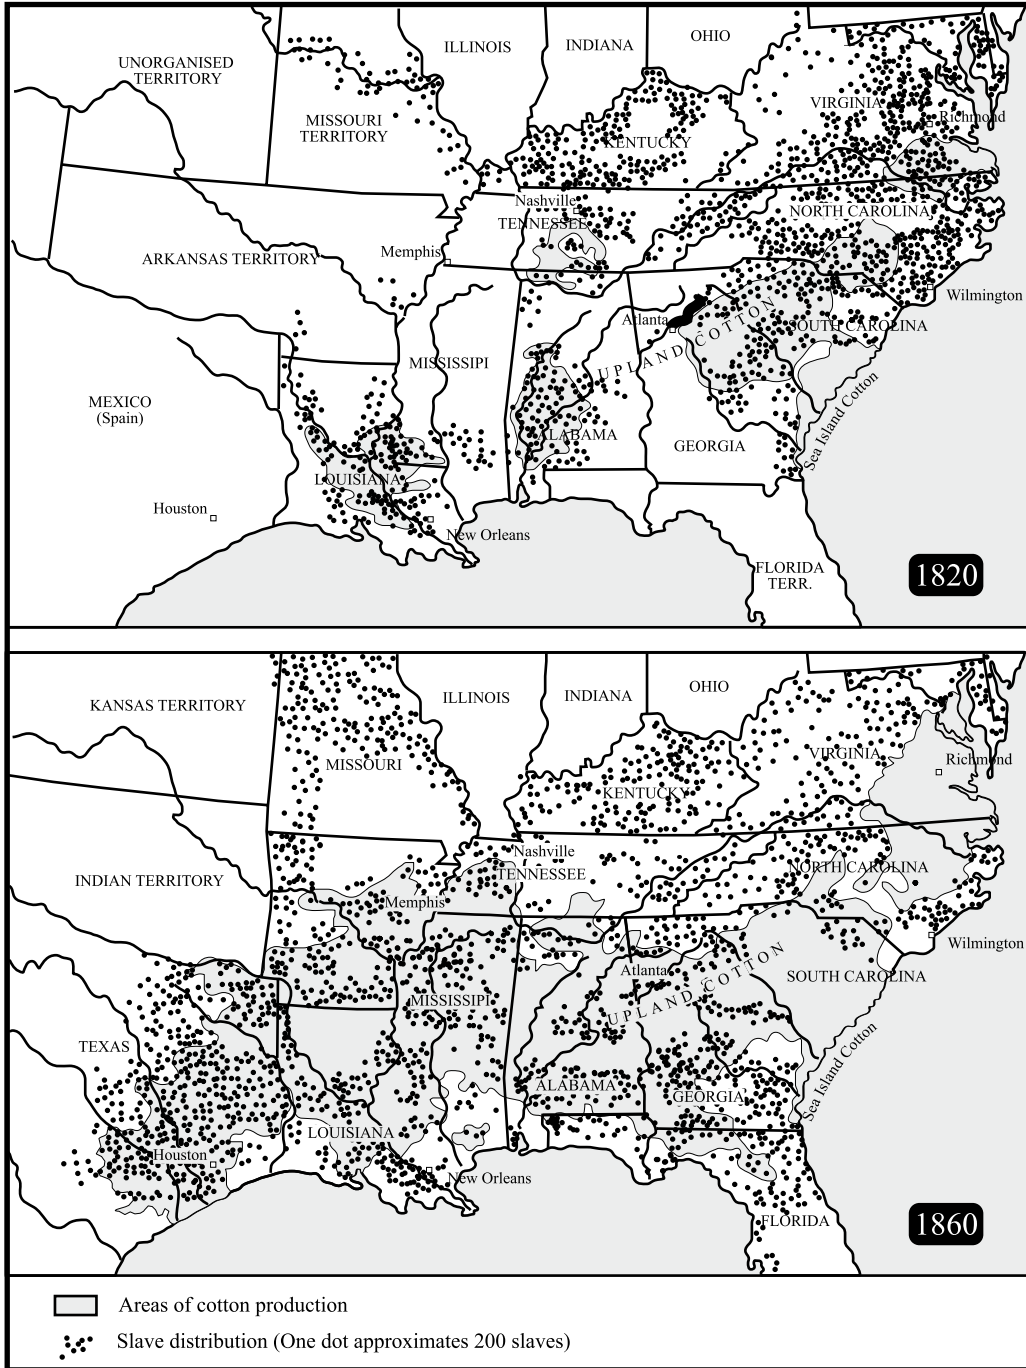 ILLINOIS
INDIANA
OHIO
UNORGANISED
TERRITORY
VIRGINIA
Richmond
MISSOURI
TERRITORY
KENTUCKY
Nashville
TENNESSEE
NORTH CAROLINA
Memphis
ARKANSAS TERRITORY
Wilmington
Atlanta
UPLAND COTTON
SOUTH CAROLINA
MISSISSIPI
MEXICO
(Spain)
Sea Island Cotton
ALABAMA
GEORGIA
LOUISIANA
Houston
New Orleans
FLORIDA
TERR.
1820
KANSAS TERRITORY
ILLINOIS
INDIANA
OHIO
VIRGINIA
Richmond
MISSOURI
KENTUCKY
Nashville
TENNESSEE
NORTH CAROLINA
INDIAN TERRITORY
Memphis
Wilmington
Atlanta
UPLAND COTTON
SOUTH CAROLINA
MISSISSIPI
TEXAS
Sea Island Cotton
ALABAMA
GEORGIA
LOUISIANA
Houston
New Orleans
FLORIDA
1860
Areas of cotton production
Slave distribution (One dot approximates 200 slaves)